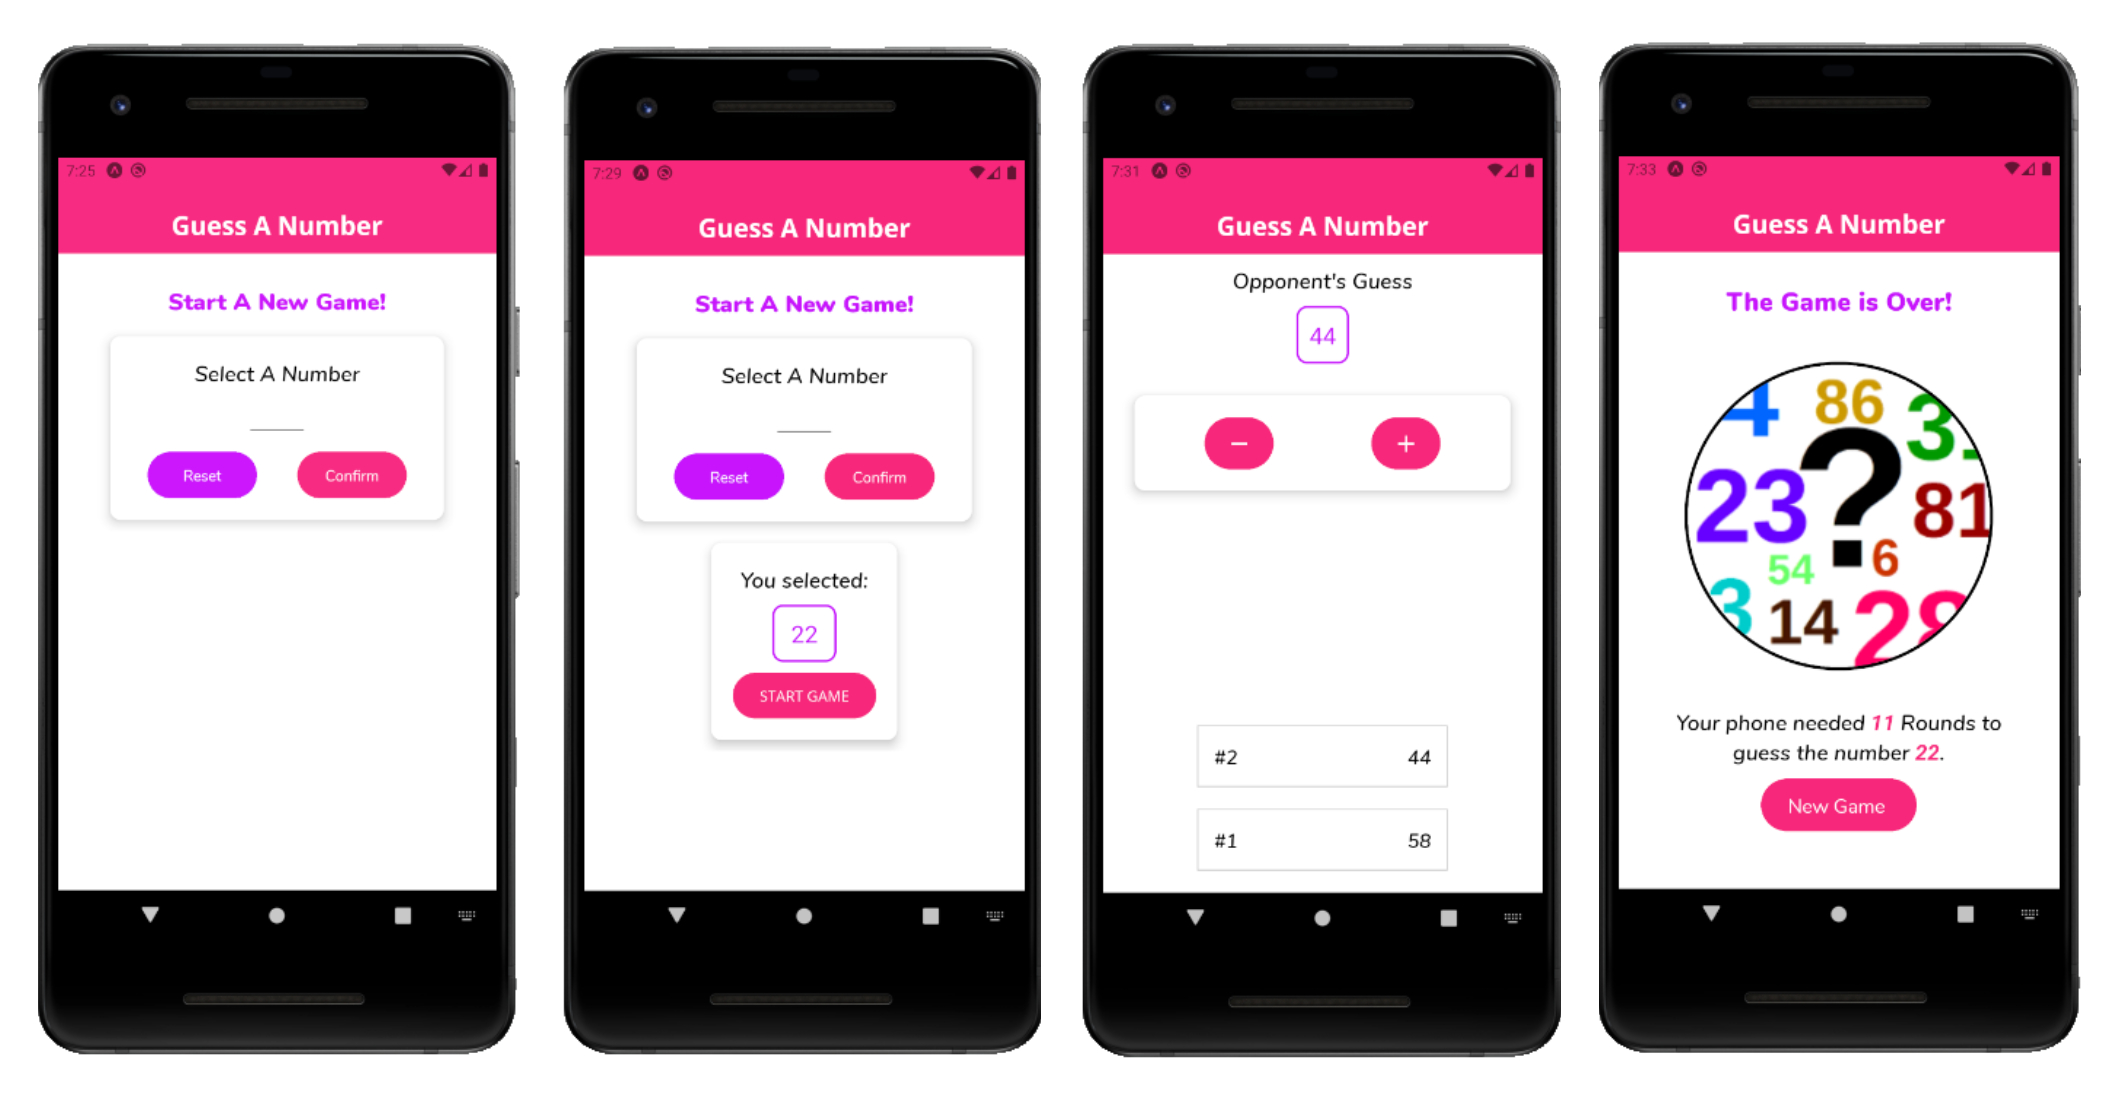 7:25
Guess A Number
Start A New Game!
Select A Number
Reset Confirm
7:29
Guess A Number
Start A New Game!
Select A Number
Reset Confirm
You selected:
22
START GAME
7:31
Guess A Number
Opponent's Guess
44
− +
#2 44
#1 58
7:33
Guess A Number
The Game is Over!
4 86 3
23 ? 81
54 6
3 14 28
Your phone needed 11 Rounds to
guess the number 22.
New Game